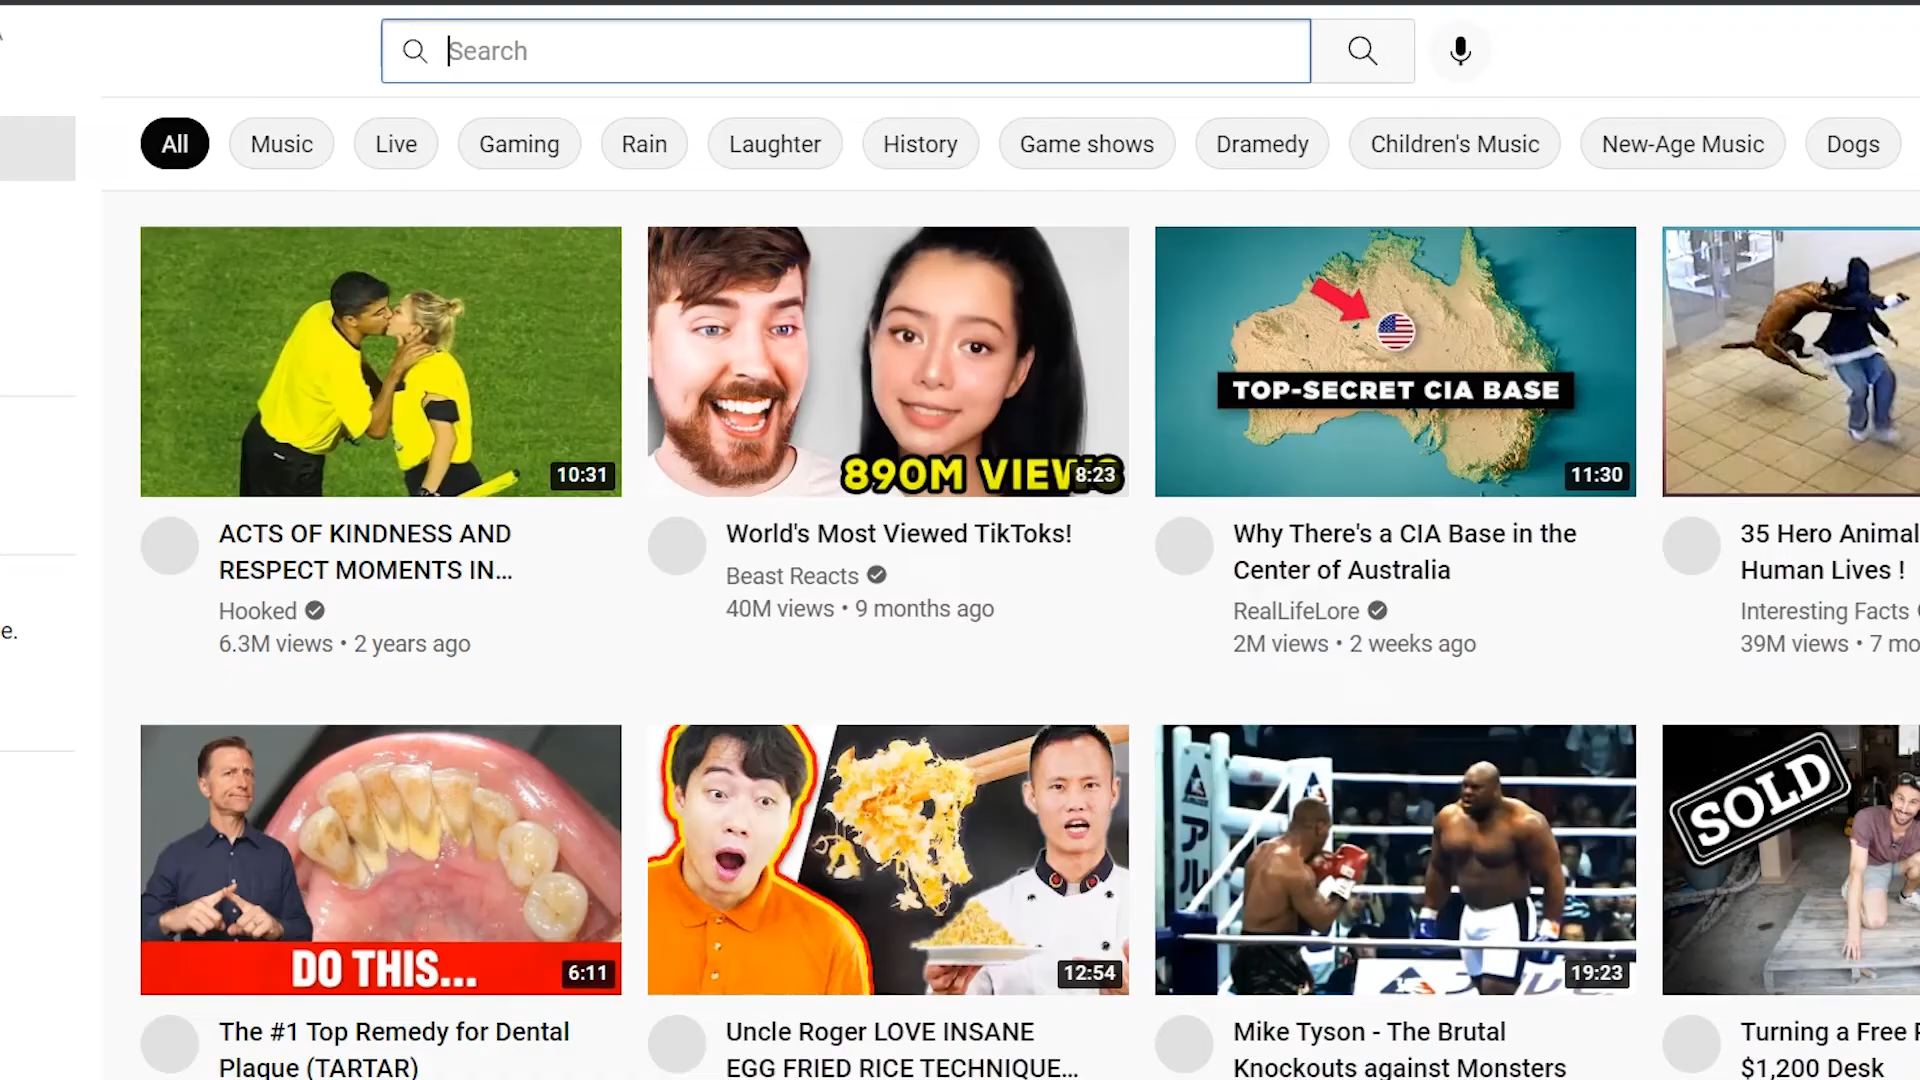 Search
All
Music
Live
Gaming
Rain
Laughter
History
Game shows
Dramedy
Children's Music
New-Age Music
Dogs
10:31
890M VIEWS
8:23
TOP-SECRET CIA BASE
11:30
ACTS OF KINDNESS AND
RESPECT MOMENTS IN...
Hooked
6.3M views • 2 years ago
World's Most Viewed TikToks!
Beast Reacts
40M views • 9 months ago
Why There's a CIA Base in the
Center of Australia
RealLifeLore
2M views • 2 weeks ago
35 Hero Animal
Human Lives !
Interesting Facts
39M views • 7 mo
e.
DO THIS...
6:11
12:54
アル
19:23
SOLD
The #1 Top Remedy for Dental
Plaque (TARTAR)
Uncle Roger LOVE INSANE
EGG FRIED RICE TECHNIQUE...
Mike Tyson - The Brutal
Knockouts against Monsters
Turning a Free
$1,200 Desk